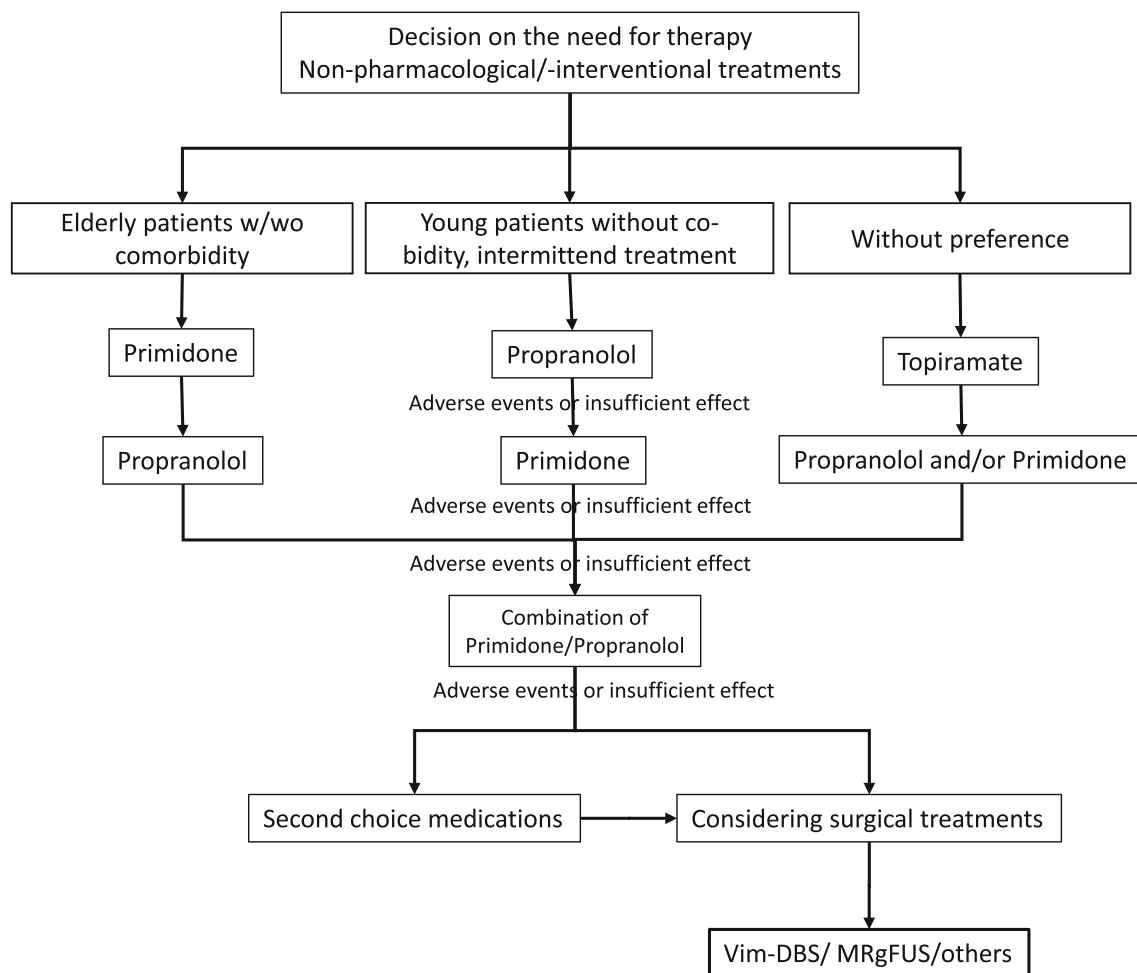 Decision on the need for therapy
Non-pharmacological/-interventional treatments
Elderly patients w/wo
comorbidity
Young patients without co-
bidity, intermittend treatment
Without preference
Primidone
Propranolol
Topiramate
Adverse events or insufficient effect
Propranolol
Primidone
Propranolol and/or Primidone
Adverse events or insufficient effect
Adverse events or insufficient effect
Combination of
Primidone/Propranolol
Adverse events or insufficient effect
Second choice medications
Considering surgical treatments
Vim-DBS/ MRgFUS/others